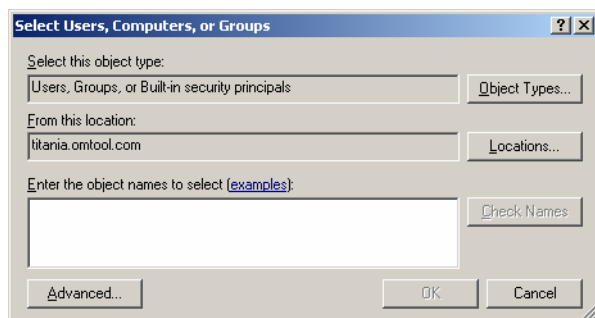 Select Users, Computers, or Groups
Select this object type:
Users, Groups, or Built-in security principals
Object Types...
From this location:
titania.omtool.com
Locations...
Enter the object names to select (examples):
Check Names
Advanced...
OK
Cancel